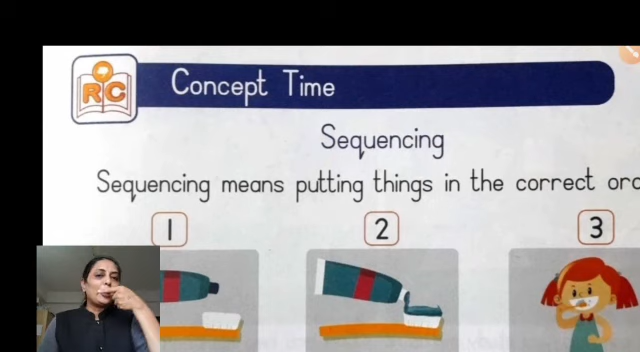 RC
Concept Time
Sequencing
Sequencing means putting things in the correct
1 2 3